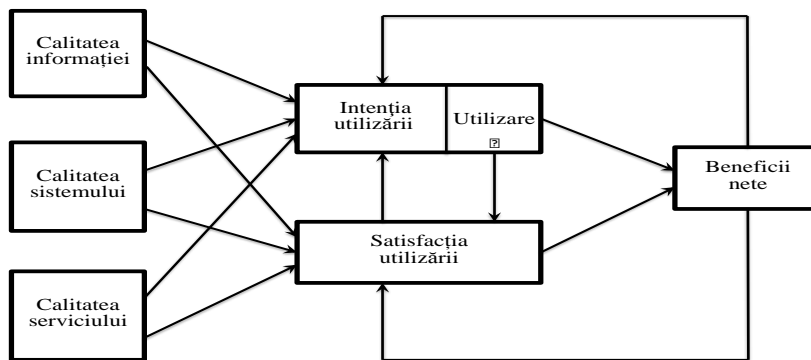 Calitatea
informației
Intenția
utilizării
Utilizare
Calitatea
sistemului
Beneficii
nete
Satisfacția
utilizării
Calitatea
serviciului